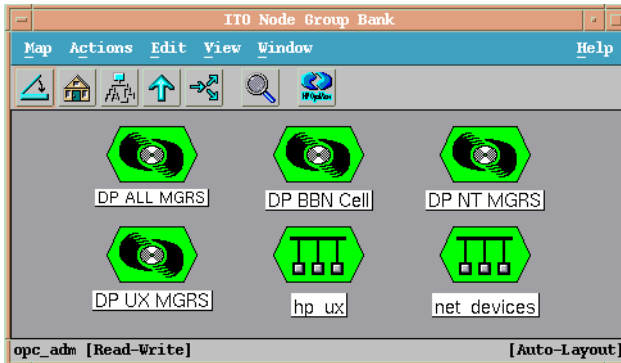 ITO Node Group Bank
Map Actions Edit View Window Help
HP OpenView
DP ALL MGRS DP BBN Cell DP NT MGRS
DP UX MGRS hp_ux net_devices
opc_adm [Read-Write] [Auto-Layout]